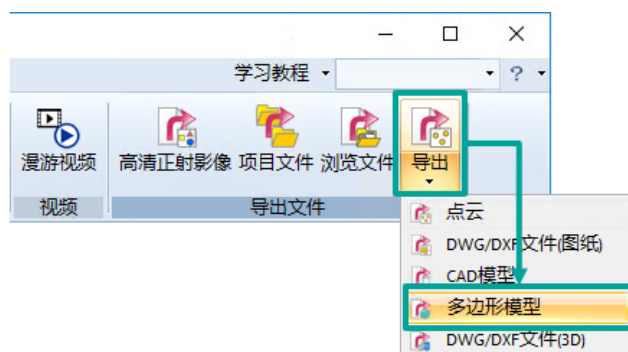 学习教程
?
漫游视频 高清正射影像 项目文件 浏览文件 导出
视频 导出文件
点云
DWG/DXF文件(图纸)
CAD模型
多边形模型
DWG/DXF文件(3D)